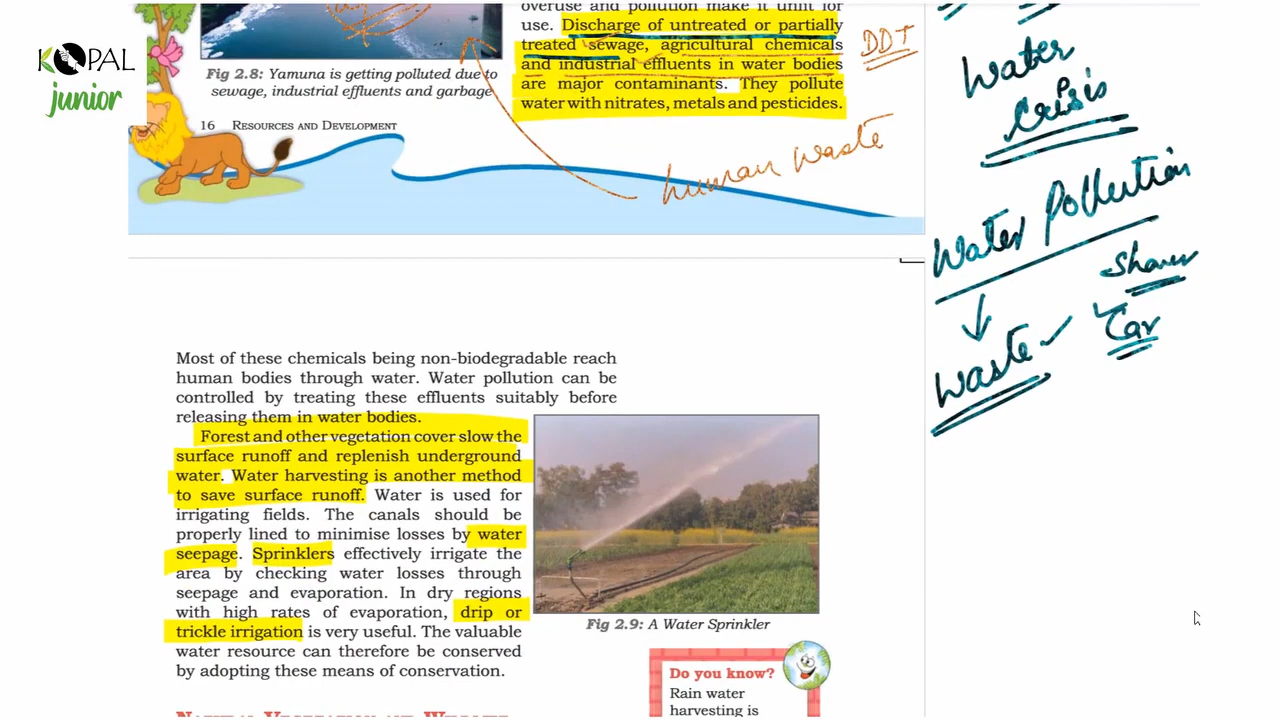 KOPAL
junior
overuse and pollution make it unfit for
use. Discharge of untreated or partially
treated sewage, agricultural chemicals
and industrial effluents in water bodies
are major contaminants. They pollute
water with nitrates, metals and pesticides.
DDT
Fig 2.8: Yamuna is getting polluted due to
sewage, industrial effluents and garbage
16 RESOURCES AND DEVELOPMENT
human waste
Water
Crisis
Water Pollution
Shower
Car
Waste
Most of these chemicals being non-biodegradable reach
human bodies through water. Water pollution can be
controlled by treating these effluents suitably before
releasing them in water bodies.
Forest and other vegetation cover slow the
surface runoff and replenish underground
water. Water harvesting is another method
to save surface runoff. Water is used for
irrigating fields. The canals should be
properly lined to minimise losses by water
seepage. Sprinklers effectively irrigate the
area by checking water losses through
seepage and evaporation. In dry regions
with high rates of evaporation, drip or
trickle irrigation is very useful. The valuable
water resource can therefore be conserved
by adopting these means of conservation.
Fig 2.9: A Water Sprinkler
Do you know?
Rain water
harvesting is
NATURAL VEGETATION AND WILDLIFE